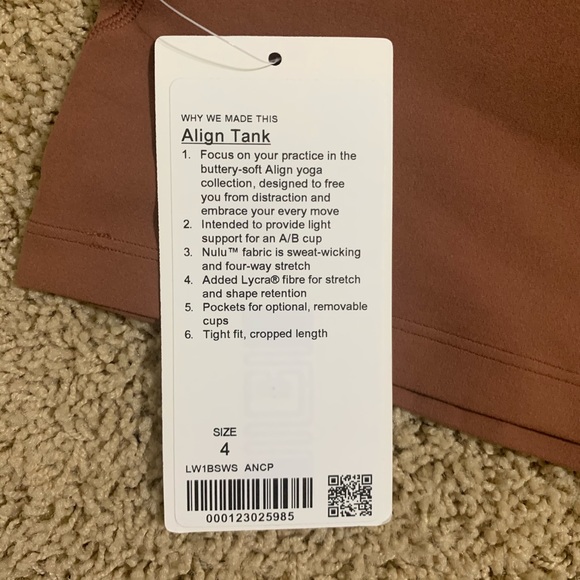 WHY WE MADE THIS
Align Tank
1. Focus on your practice in the
buttery-soft Align yoga
collection, designed to free
you from distraction and
embrace your every move
2. Intended to provide light
support for an A/B cup
3. Nulu™ fabric is sweat-wicking
and four-way stretch
4. Added Lycra® fibre for stretch
and shape retention
5. Pockets for optional, removable
cups
6. Tight fit, cropped length
SIZE
4
LW1BSWS ANCP
000123025985